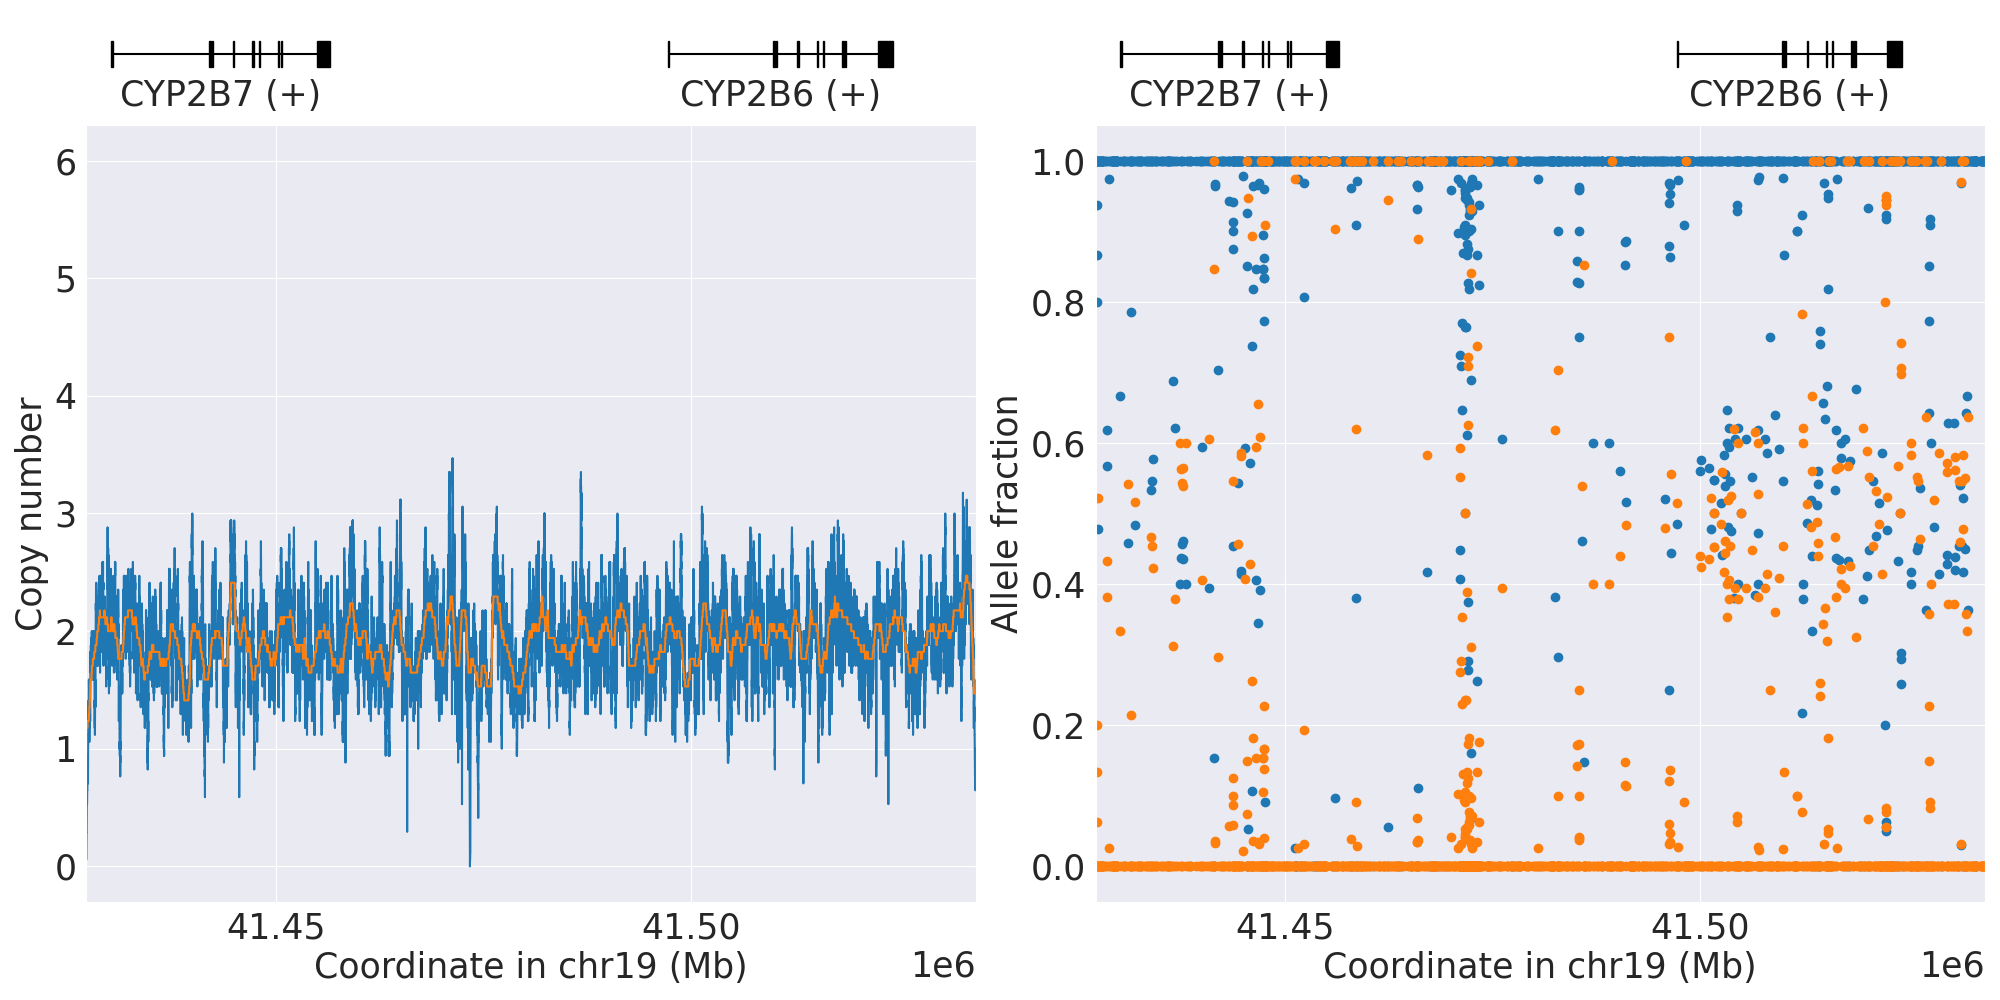 CYP2B7 (+)
CYP2B6 (+)
CYP2B7 (+)
CYP2B6 (+)
6
5
4
3
2
1
0
Copy number
41.45
41.50
Coordinate in chr19 (Mb)
1e6
1.0
0.8
0.6
0.4
0.2
0.0
Allele fraction
41.45
41.50
Coordinate in chr19 (Mb)
1e6